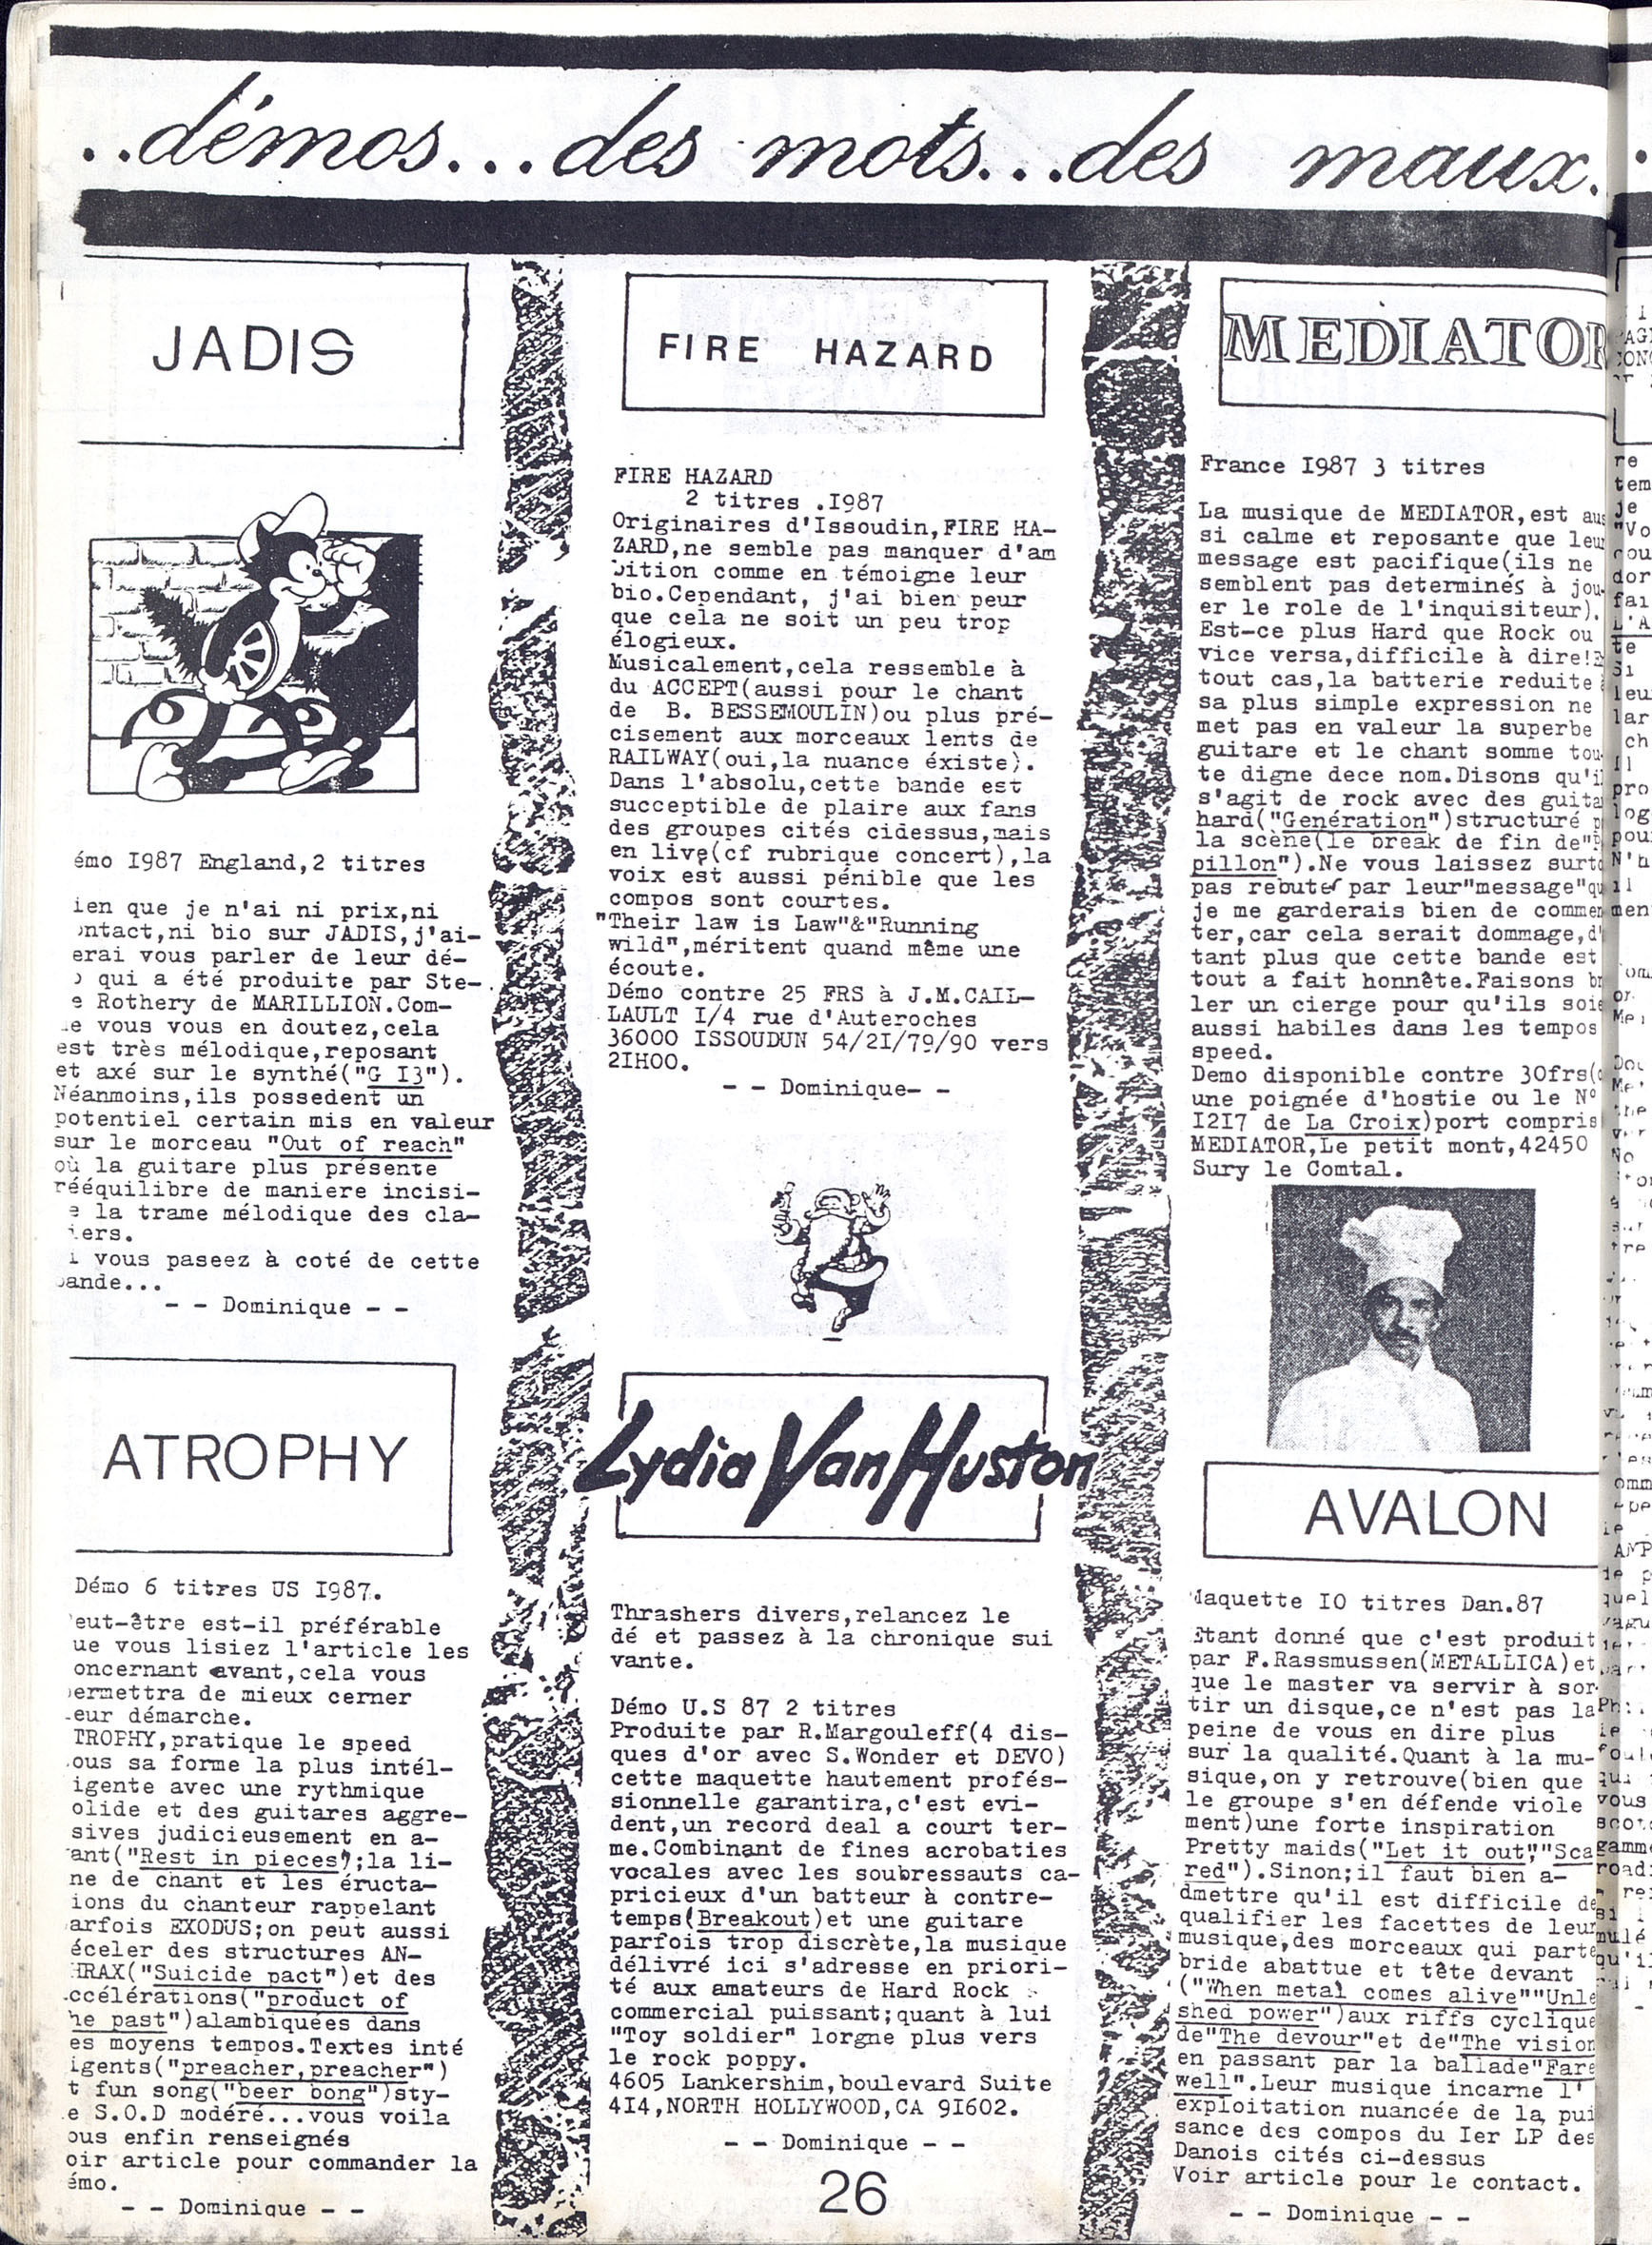 ..démos...des mots...des maux.
JADIS
émo I987 England,2 titres
ien que je n'ai ni prix,ni
ntact,ni bio sur JADIS,j'ai-
erai vous parler de leur dé-
qui a été produite par Ste-
e Rothery de MARILLION.Com-
e vous vous en doutez,cela
est très mélodique,reposant
et axé sur le synthé("G I3").
Néanmoins,ils possedent un
potentiel certain mis en valeur
sur le morceau "Out of reach"
où la guitare plus présente
rééquilibre de maniere incisi-
e la trame mélodique des cla-
iers.
i vous paseez à coté de cette
bande...
- - Dominique - -
ATROPHY
Démo 6 titres US I987.
eut-être est-il préférable
ue vous lisiez l'article les
oncernant avant,cela vous
permettra de mieux cerner
leur démarche.
TROPHY,pratique le speed
ous sa forme la plus intél-
igente avec une rythmique
olide et des guitares aggre-
sives judicieusement en a-
ant("Rest in pieces");la li-
ne de chant et les éructa-
ions du chanteur rappelant
arfois EXODUS;on peut aussi
éceler des structures AN-
HRAX("Suicide pact")et des
ccélérations("product of
he past")alambiquées dans
es moyens tempos.Textes inté
igents("preacher,preacher")
t fun song("beer bong")sty-
e S.O.D modéré...vous voila
ous enfin renseignés
oir article pour commander la
émo.
- - Dominique - -
FIRE HAZARD
FIRE HAZARD
2 titres .I987
Originaires d'Issoudin,FIRE HA-
ZARD,ne semble pas manquer d'am
bition comme en témoigne leur
bio.Cependant, j'ai bien peur
que cela ne soit un peu trop
élogieux.
Musicalement,cela ressemble à
du ACCEPT(aussi pour le chant
de B. BESSEMOULIN)ou plus pré-
cisement aux morceaux lents de
RAILWAY(oui,la nuance éxiste).
Dans l'absolu,cette bande est
succeptible de plaire aux fans
des groupes cités cidessus,mais
en live(cf rubrique concert),la
voix est aussi pénible que les
compos sont courtes.
"Their law is Law"&"Running
wild",méritent quand même une
écoute.
Démo contre 25 FRS à J.M.CAIL-
LAULT I/4 rue d'Auteroches
36000 ISSOUDUN 54/2I/79/90 vers
2IH00.
- - Dominique- -
Lydia Van Huston
Thrashers divers,relancez le
dé et passez à la chronique sui
vante.
Démo U.S 87 2 titres
Produite par R.Margouleff(4 dis-
ques d'or avec S.Wonder et DEVO)
cette maquette hautement profés-
sionnelle garantira,c'est evi-
dent,un record deal a court ter-
me.Combinant de fines acrobaties
vocales avec les soubressauts ca-
pricieux d'un batteur à contre-
temps(Breakout)et une guitare
parfois trop discrète,la musique
délivré ici s'adresse en priori-
té aux amateurs de Hard Rock
commercial puissant;quant à lui
"Toy soldier" lorgne plus vers
le rock poppy.
4605 Lankershim,boulevard Suite
4I4,NORTH HOLLYWOOD,CA 9I602.
- - Dominique - -
26
MEDIATOR
France I987 3 titres
La musique de MEDIATOR,est aus
si calme et reposante que leur
message est pacifique(ils ne
semblent pas determinés à jou-
er le role de l'inquisiteur).
Est-ce plus Hard que Rock ou
vice versa,difficile à dire!E
tout cas,la batterie reduite
sa plus simple expression ne
met pas en valeur la superbe
guitare et le chant somme tou-
te digne dece nom.Disons qu'il
s'agit de rock avec des guita
hard("Genération")structuré p
la scène(le break de fin de"P
pillon").Ne vous laissez surto
pas rebuter par leur"message"qu
je me garderais bien de commen
ter,car cela serait dommage,d'
tant plus que cette bande est
tout a fait honnête.Faisons br
ler un cierge pour qu'ils soie
aussi habiles dans les tempos
speed.
Demo disponible contre 30frs(
une poignée d'hostie ou le N°
I2I7 de La Croix)port compris
MEDIATOR,Le petit mont,42450
Sury le Comtal.
AVALON
Maquette IO titres Dan.87
Etant donné que c'est produit
par F.Rassmussen(METALLICA)et
que le master va servir à sor-
tir un disque,ce n'est pas la
peine de vous en dire plus
sur la qualité.Quant à la mu-
sique,on y retrouve(bien que
le groupe s'en défende viole
ment)une forte inspiration
Pretty maids("Let it out","Sca
red").Sinon;il faut bien a-
dmettre qu'il est difficile de
qualifier les facettes de leur
musique,des morceaux qui parte
bride abattue et tête devant
("When metal comes alive""Unle
shed power")aux riffs cyclique
de"The devour"et de"The vision
en passant par la ballade"Fare
well".Leur musique incarne l'
exploitation nuancée de la pui
sance des compos du Ier LP des
Danois cités ci-dessus
Voir article pour le contact.
- - Dominique - -